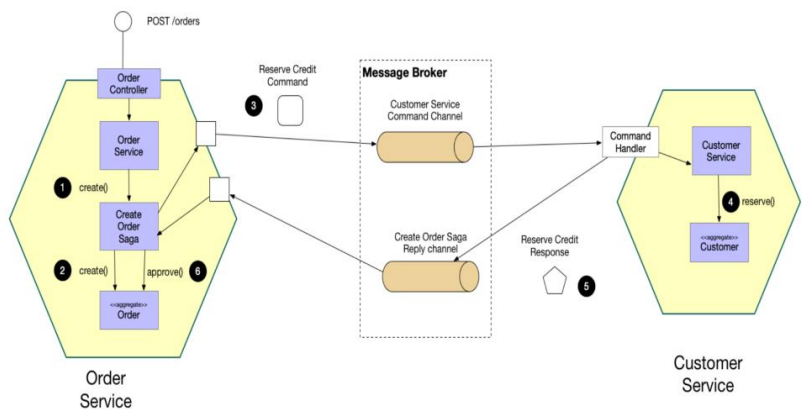 POST /orders
Order
Controller
Order
Service
1
create()
Create
Order
Saga
2
create()
approve()
6
<<aggregate>>
Order
Order
Service
Reserve Credit
Command
3
Message Broker
Customer Service
Command Channel
Create Order Saga
Reply channel
Reserve Credit
Response
5
Command
Handler
Customer
Service
4
reserve()
<<aggregate>>
Customer
Customer
Service